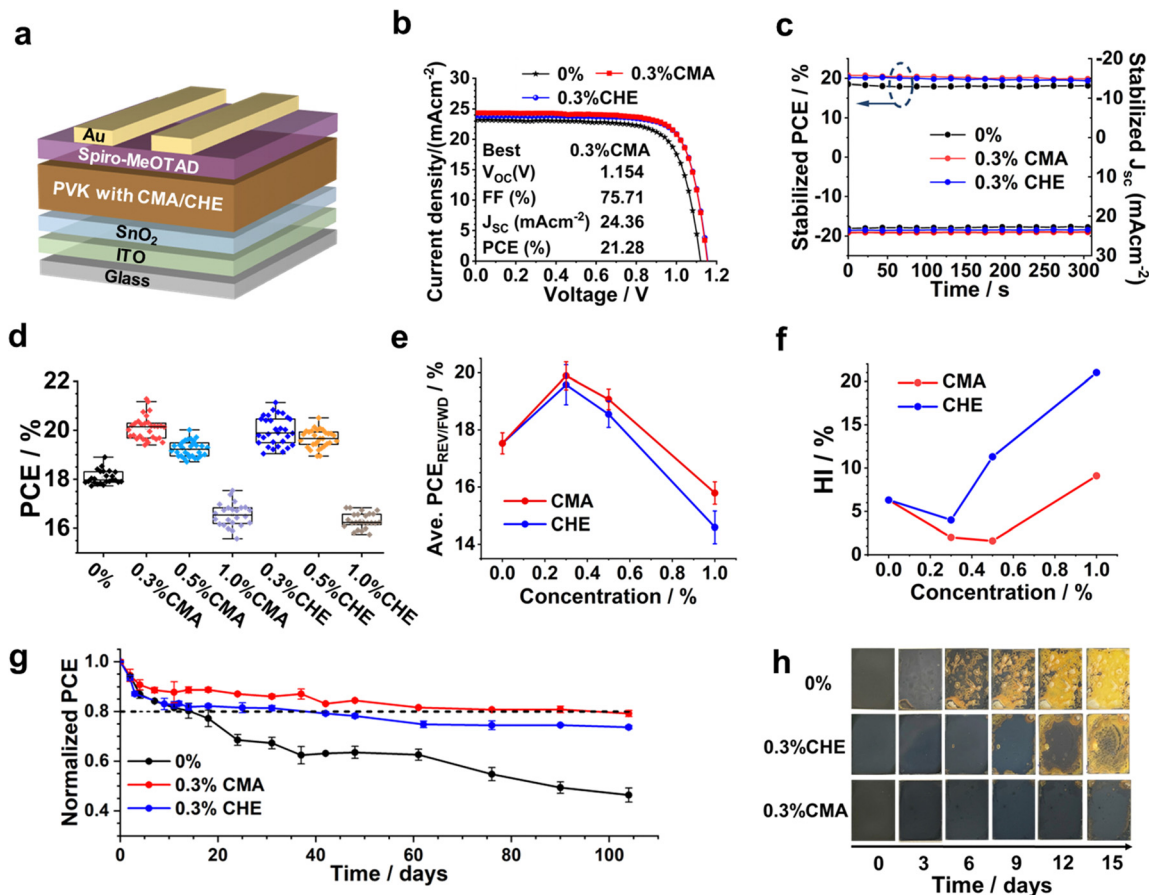 a
Au
Spiro-MeOTAD
PVK with CMA/CHE
SnO₂
ITO
Glass
b
Current density/(mAcm⁻²)
30
25
20
15
10
5
0
0% 0.3%CMA
0.3%CHE
Best 0.3%CMA
V_OC(V) 1.154
FF (%) 75.71
J_SC (mAcm⁻²) 24.36
PCE (%) 21.28
0.0 0.2 0.4 0.6 0.8 1.0 1.2
Voltage / V
c
Stabilized PCE / %
20
10
0
-10
-20
0%
0.3% CMA
0.3% CHE
-20
-10
0
10
20
30
Stabilized J_sc (mAcm⁻²)
0 50 100 150 200 250 300
Time / s
d
PCE / %
22
20
18
16
0% 0.3%CMA 0.5%CMA 1.0%CMA 0.3%CHE 0.5%CHE 1.0%CHE
e
Ave. PCE_REV/FWD / %
20
18
16
14
CMA
CHE
0.0 0.2 0.4 0.6 0.8 1.0
Concentration / %
f
HI / %
20
15
10
5
0
CMA
CHE
0.0 0.2 0.4 0.6 0.8 1.0
Concentration / %
g
Normalized PCE
1.0
0.8
0.6
0.4
0%
0.3% CMA
0.3% CHE
0 20 40 60 80 100
Time / days
h
0%
0.3%CHE
0.3%CMA
0 3 6 9 12 15
Time / days